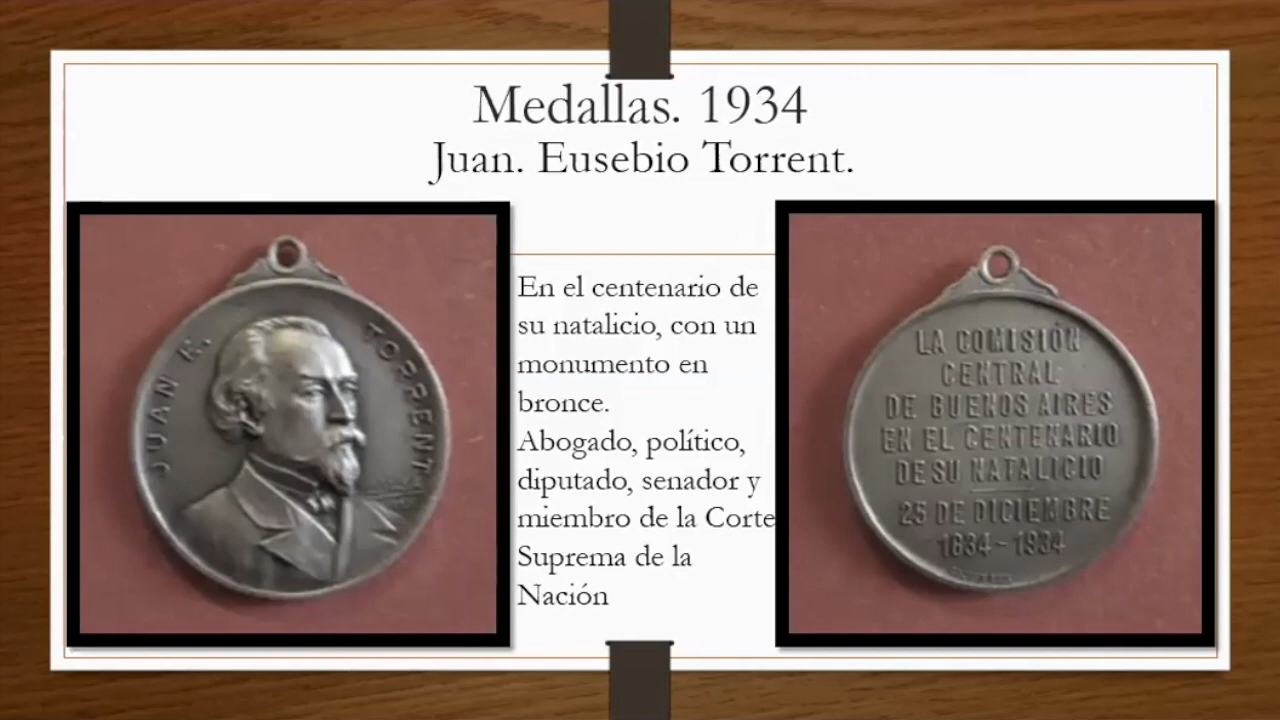 Medallas. 1934
Juan. Eusebio Torrent.
JUAN E. TORRENT
En el centenario de
su natalicio, con un
monumento en
bronce.
Abogado, político,
diputado, senador y
miembro de la Corte
Suprema de la
Nación
LA COMISIÓN
CENTRAL
DE BUENOS AIRES
EN EL CENTENARIO
DE SU NATALICIO
25 DE DICIEMBRE
1834-1934